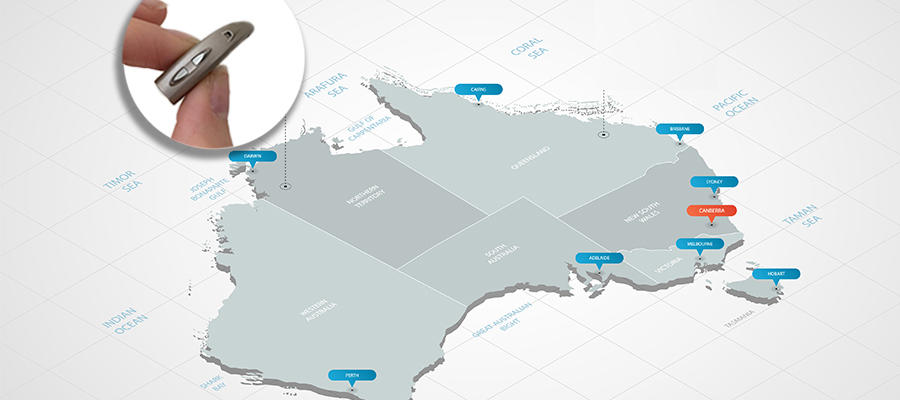 CORAL
SEA
ARAFURA
SEA
CAIRNS
PACIFIC
OCEAN
GULF OF
CARPENTARIA
BRISBANE
DARWIN
QUEENSLAND
TIMOR
SEA
JOSEPH
BONAPARTE
GULF
NORTHERN
TERRITORY
SYDNEY
NEW SOUTH
WALES
CANBERRA
TAMAN
SEA
MELBOURNE
SOUTH
AUSTRALIA
ADELAIDE
VICTORIA
HOBART
WESTERN
AUSTRALIA
INDIAN
OCEAN
GREAT AUSTRALIAN
BIGHT
TASMANIA
PERTH
SHARK
BAY